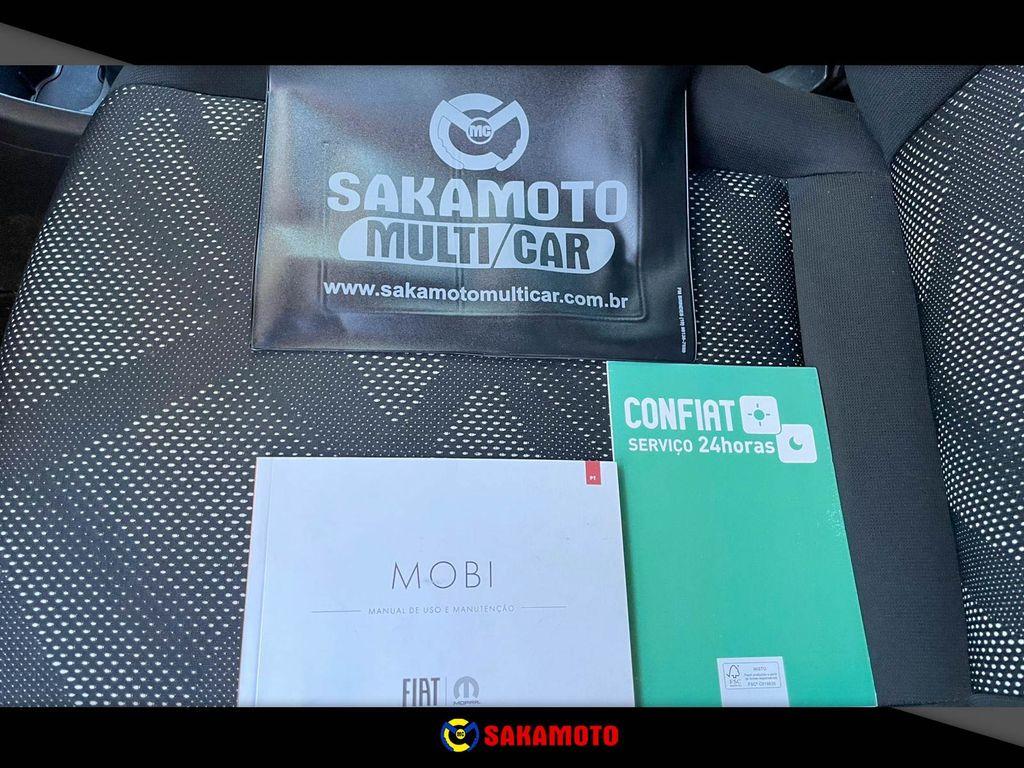 MC
SAKAMOTO
MULTI/CAR
www.sakamotomulticar.com.br
CONFIAT
SERVIÇO 24horas
PT
MOBI
MANUAL DE USO E MANUTENÇÃO
FIAT
MOPAR
FSC
MISTO
MC SAKAMOTO